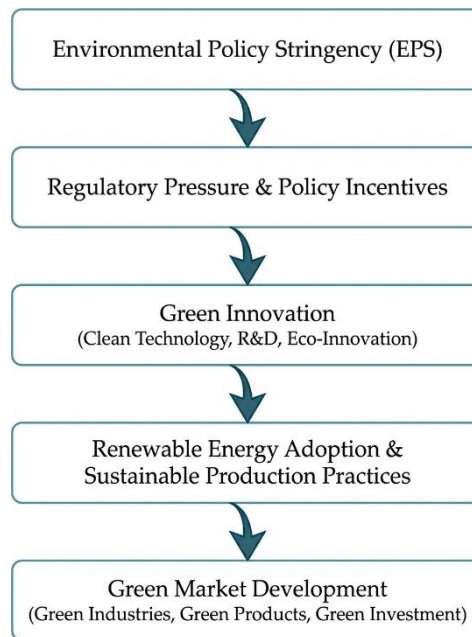 Environmental Policy Stringency (EPS)
Regulatory Pressure & Policy Incentives
Green Innovation
(Clean Technology, R&D, Eco-Innovation)
Renewable Energy Adoption &
Sustainable Production Practices
Green Market Development
(Green Industries, Green Products, Green Investment)